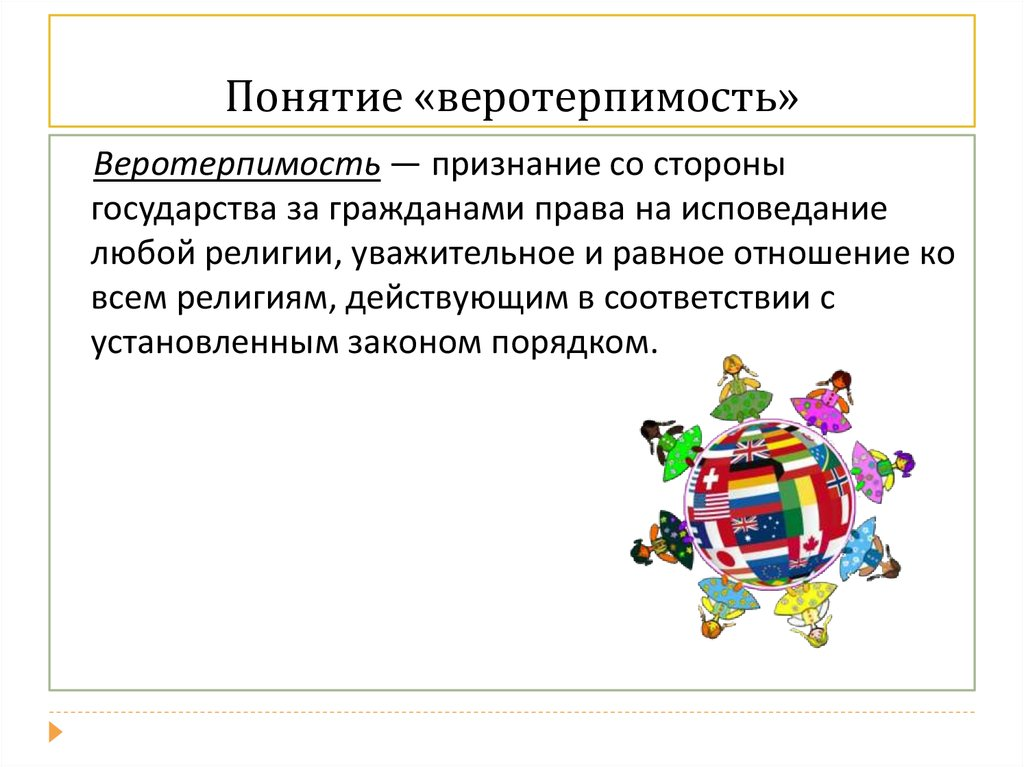 Понятие «веротерпимость»
Веротерпимость — признание со стороны
государства за гражданами права на исповедание
любой религии, уважительное и равное отношение ко
всем религиям, действующим в соответствии с
установленным законом порядком.